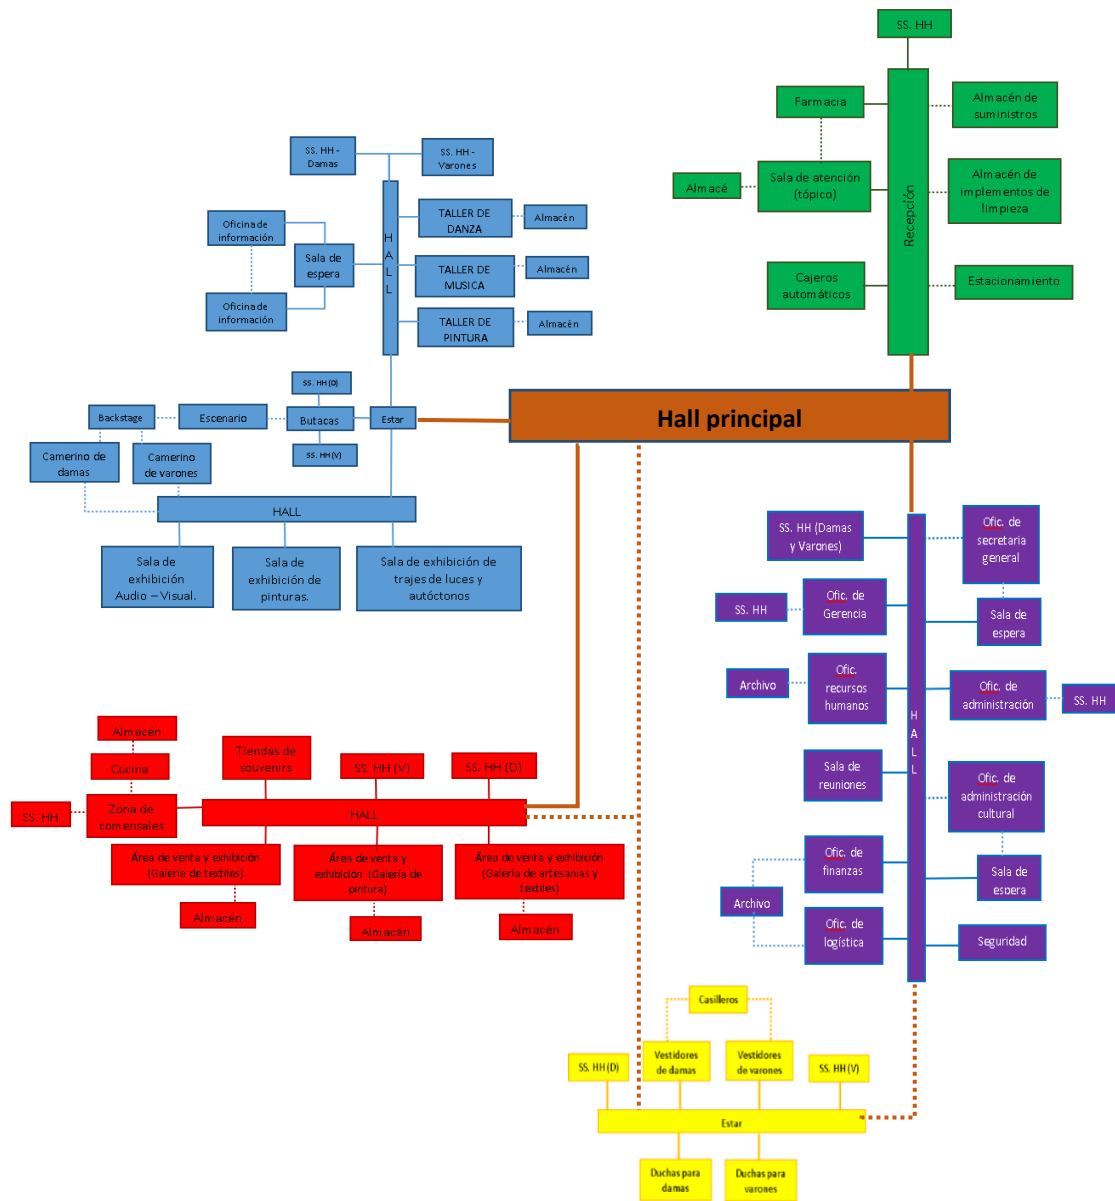 SS. HH
Farmacia
Almacén de
suministros
Almacé
Sala de atención
(tópico)
Almacén de
implementos de
limpieza
Recepción
Cajeros
automáticos
Estacionamiento
SS. HH -
Damas
SS. HH -
Varones
HALL
TALLER DE
DANZA
Almacén
Oficina de
información
Sala de
espera
TALLER DE
MUSICA
Almacén
Oficina de
información
TALLER DE
PINTURA
Almacén
SS. HH (D)
Backstage
Escenario
Butacas
Estar
SS. HH (V)
Hall principal
Camerino de
damas
Camerino
de varones
HALL
Sala de
exhibición
Audio – Visual.
Sala de
exhibición de
pinturas.
Sala de exhibición de
trajes de luces y
autóctonos
SS. HH (Damas
y Varones)
Ofic. de
secretaria
general
SS. HH
Ofic. de
Gerencia
Sala de
espera
Archivo
Ofic.
recursos
humanos
Ofic. de
administración
SS. HH
HALL
Sala de
reuniones
Ofic. de
administración
cultural
Ofic. de
finanzas
Sala de
espera
Archivo
Ofic. de
logística
Seguridad
Almacén
Cocina
Tiendas de
souvenirs
SS. HH (V)
SS. HH (D)
SS. HH
Zona de
comensales
HALL
Área de venta y exhibición
(Galería de textiles)
Área de venta y
exhibición (Galería de
pintura)
Área de venta y exhibición
(Galería de artesanías y
textiles)
Almacén
Almacén
Almacén
Casilleros
SS. HH (D)
Vestidores
de damas
Vestidores
de varones
SS. HH (V)
Estar
Duchas para
damas
Duchas para
varones